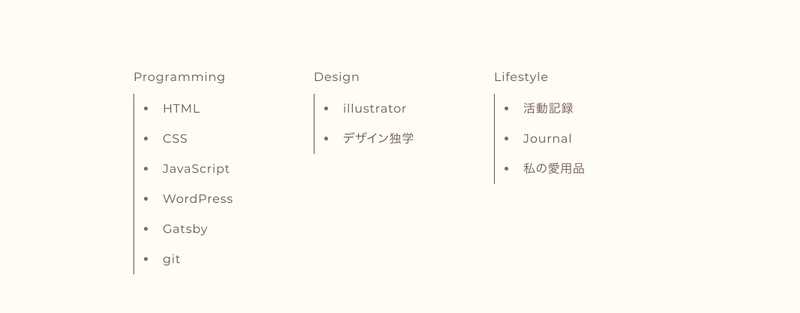 Programming
HTML
CSS
JavaScript
WordPress
Gatsby
git
Design
illustrator
デザイン独学
Lifestyle
活動記録
Journal
私の愛用品